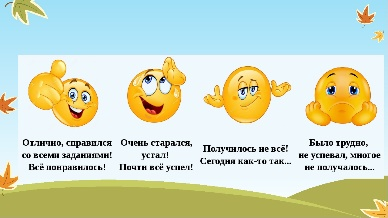 Отлично, справился
со всеми заданиями!
Всё понравилось!
Очень старался,
устал!
Почти всё успел!
Получилось не всё!
Сегодня как-то так...
Было трудно,
не успевал, многое
не получалось...